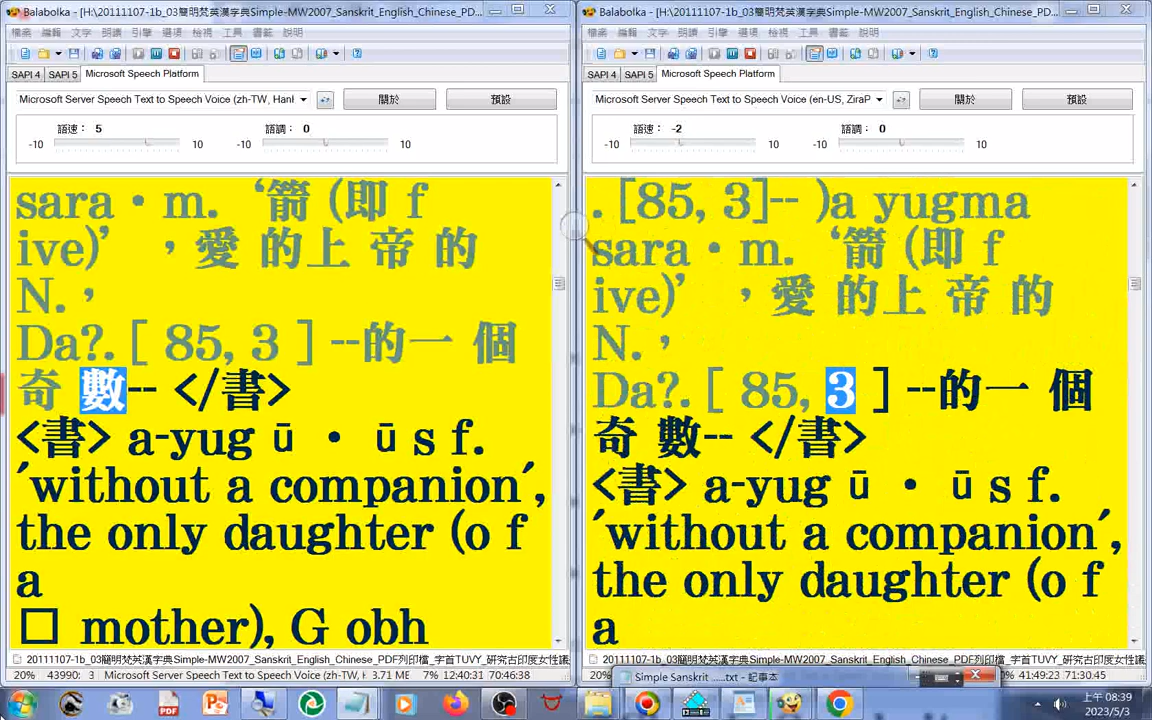 Balabolka - [H:\20111107-1b_03簡明梵英漢字典Simple-MW2007_Sanskrit_English_Chinese_PD...
檔案 編輯 文字 朗讀 引擎 選項 檢視 工具 書籤 說明
SAPI 4 SAPI 5 Microsoft Speech Platform
Microsoft Server Speech Text to Speech Voice (zh-TW, HanH
關於 預設
語速： 5 語調： 0
-10 10 -10 10
sara‧m.‘箭 (即 f
ive)’ ，愛 的上 帝 的
N.，
Da?. [ 85, 3 ] --的一 個
奇 數-- </書>
<書> a-yug ū ‧ ū s f.
'without a companion',
the only daughter (o f
a
□ mother), G obh
20111107-1b_03簡明梵英漢字典Simple-MW2007_Sanskrit_English_Chinese_PDF列印檔_字首TUVY_研究古印度女性議
20% 43990: 3 Microsoft Server Speech Text to Speech Voice (zh-TW, H 3.71 ME 7% 12:40:31 70:46:38
Balabolka - [H:\20111107-1b_03簡明梵英漢字典Simple-MW2007_Sanskrit_English_Chinese_PD...
檔案 編輯 文字 朗讀 引擎 選項 檢視 工具 書籤 說明
SAPI 4 SAPI 5 Microsoft Speech Platform
Microsoft Server Speech Text to Speech Voice (en-US, ZiraP
關於 預設
語速： -2 語調： 0
-10 10 -10 10
. [85, 3]-- )a yugma
sara‧m.‘箭 (即 f
ive)’ ，愛 的上 帝 的
N.，
Da?. [ 85, 3 ] --的一 個
奇 數-- </書>
<書> a-yug ū ‧ ū s f.
'without a companion',
the only daughter (o f
a
20111107-1b_03簡明梵英漢字典Simple-MW2007_Sanskrit_English_Chinese_PDF列印檔_字首TUVY_研究古印度女性議
20% 41:49:23 71:30:45
Simple Sanskrit ......txt - 記事本
上午 08:39
2023/5/3